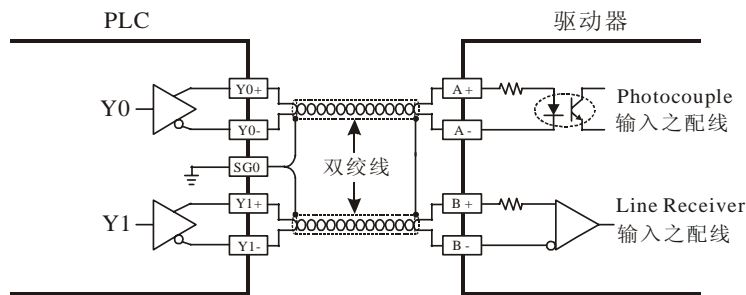 PLC
驱动器
Y0
Y0+
Y0-
SG0
Y1
Y1+
Y1-
双绞线
A+
A-
B+
B-
Photocouple
输入之配线
Line Receiver
输入之配线